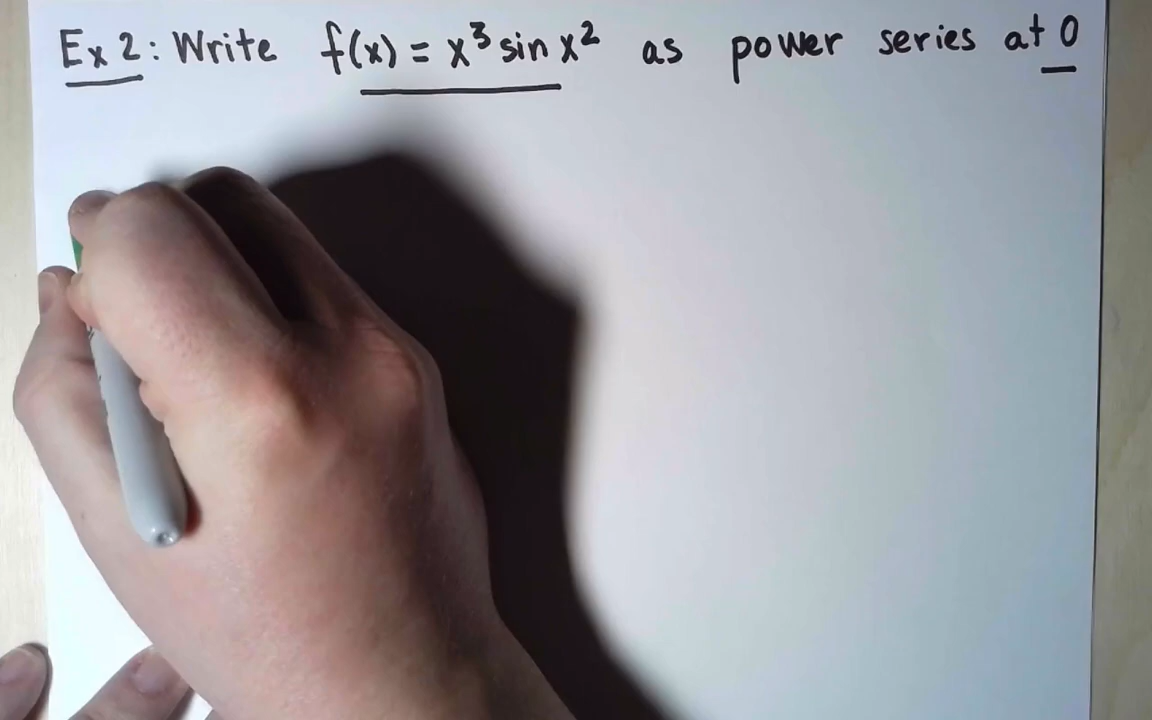 Ex 2: Write f(x) = x³ sin x² as power series at 0